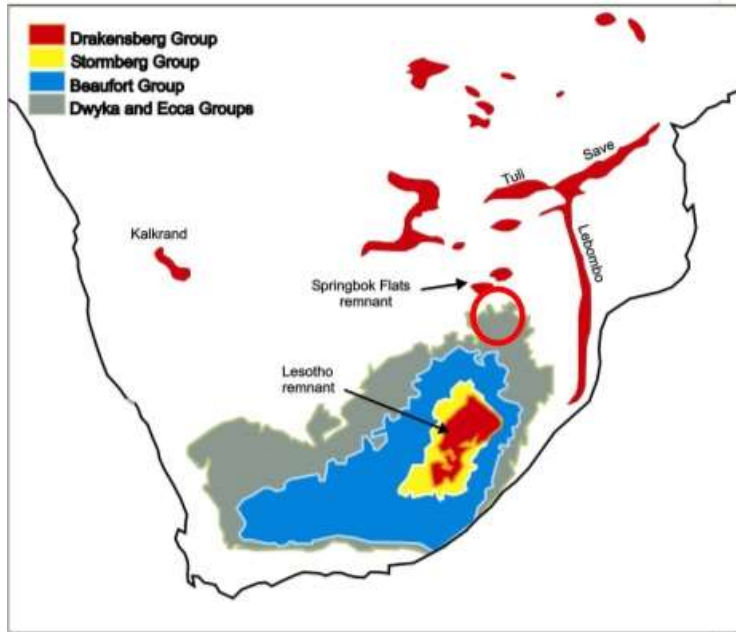 Drakensberg Group
Stormberg Group
Beaufort Group
Dwyka and Ecca Groups
Save
Tuli
Kalkrand
Lebombo
Springbok Flats
remnant
Lesotho
remnant